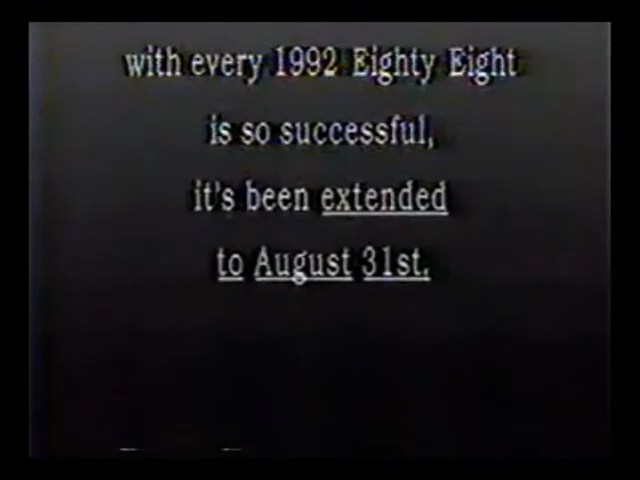 with every 1992 Eighty Eight
is so successful,
it's been extended
to August 31st.